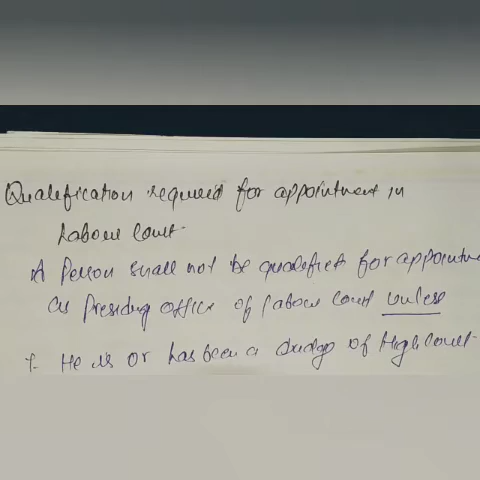 Qualification required for appointment in
Labour Court.
A Person shall not be qualified for appointm
as Presiding officer of labour court unless
1. He is or has been a Judge of High Court.